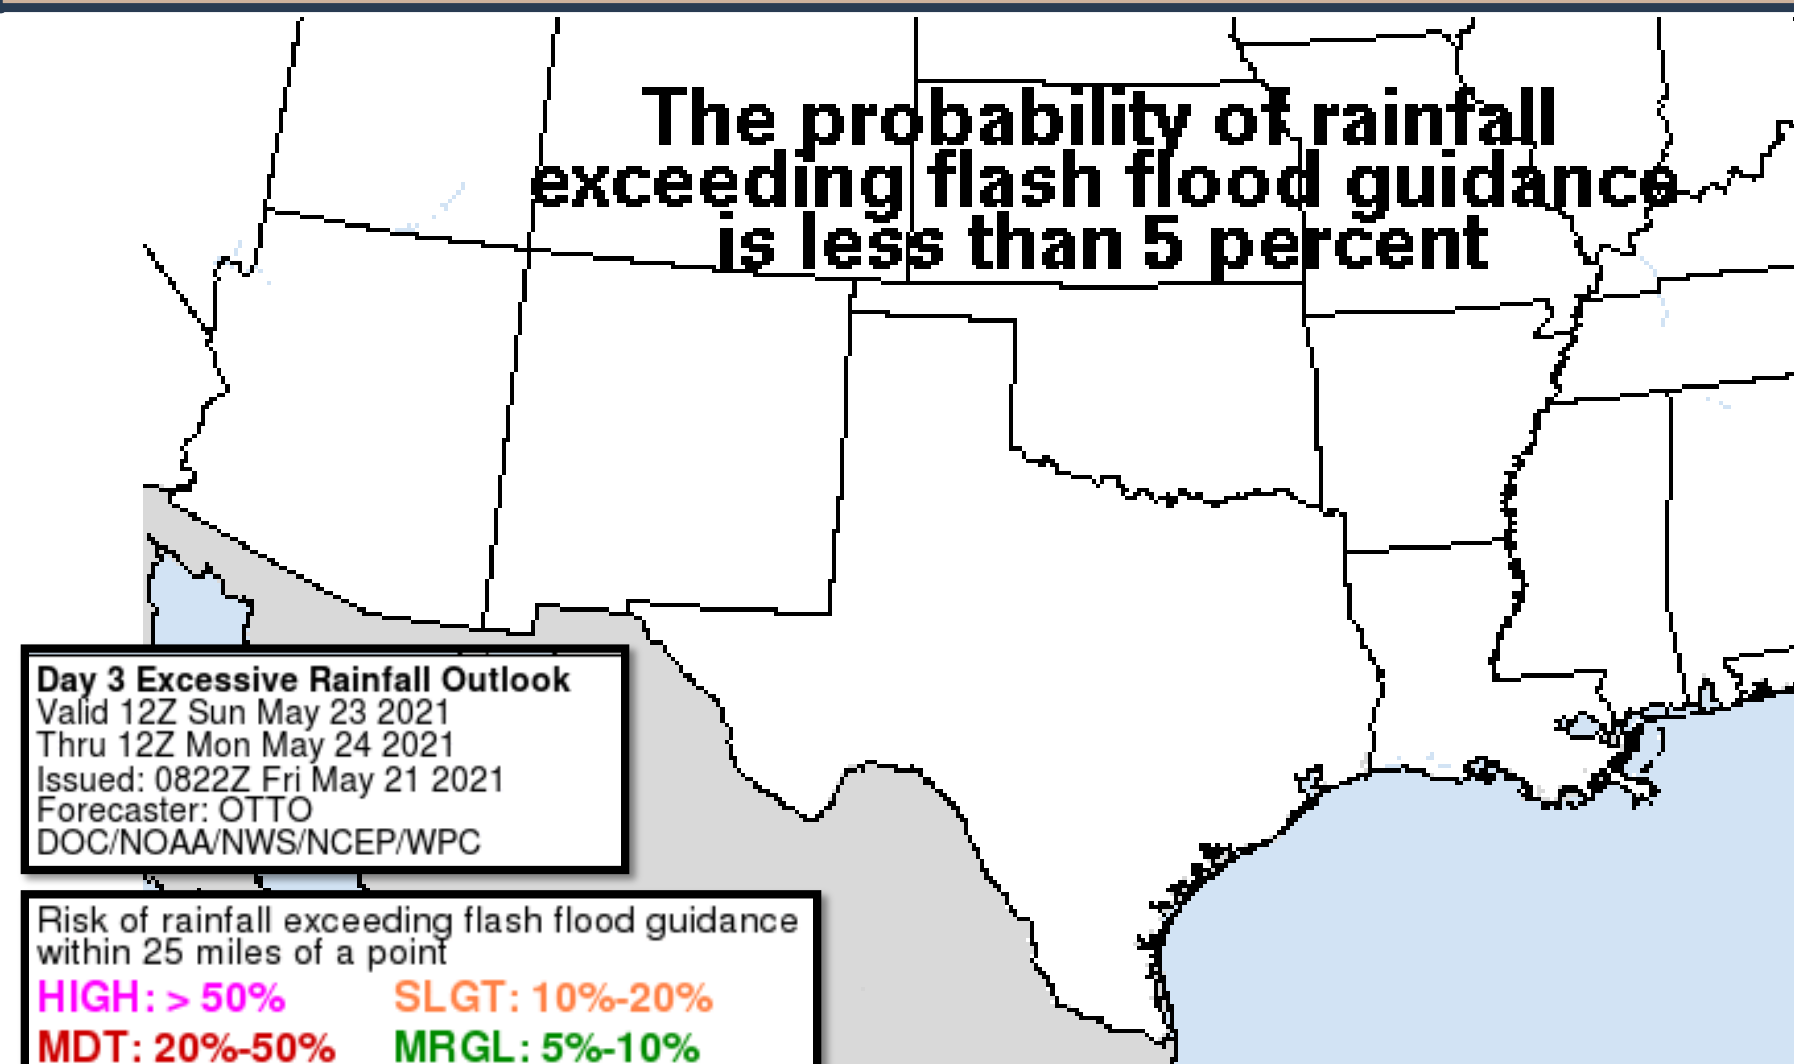 The probability of rainfall
exceeding flash flood guidance
is less than 5 percent
Day 3 Excessive Rainfall Outlook
Valid 12Z Sun May 23 2021
Thru 12Z Mon May 24 2021
Issued: 0822Z Fri May 21 2021
Forecaster: OTTO
DOC/NOAA/NWS/NCEP/WPC
Risk of rainfall exceeding flash flood guidance
within 25 miles of a point
HIGH: > 50% SLGT: 10%-20%
MDT: 20%-50% MRGL: 5%-10%